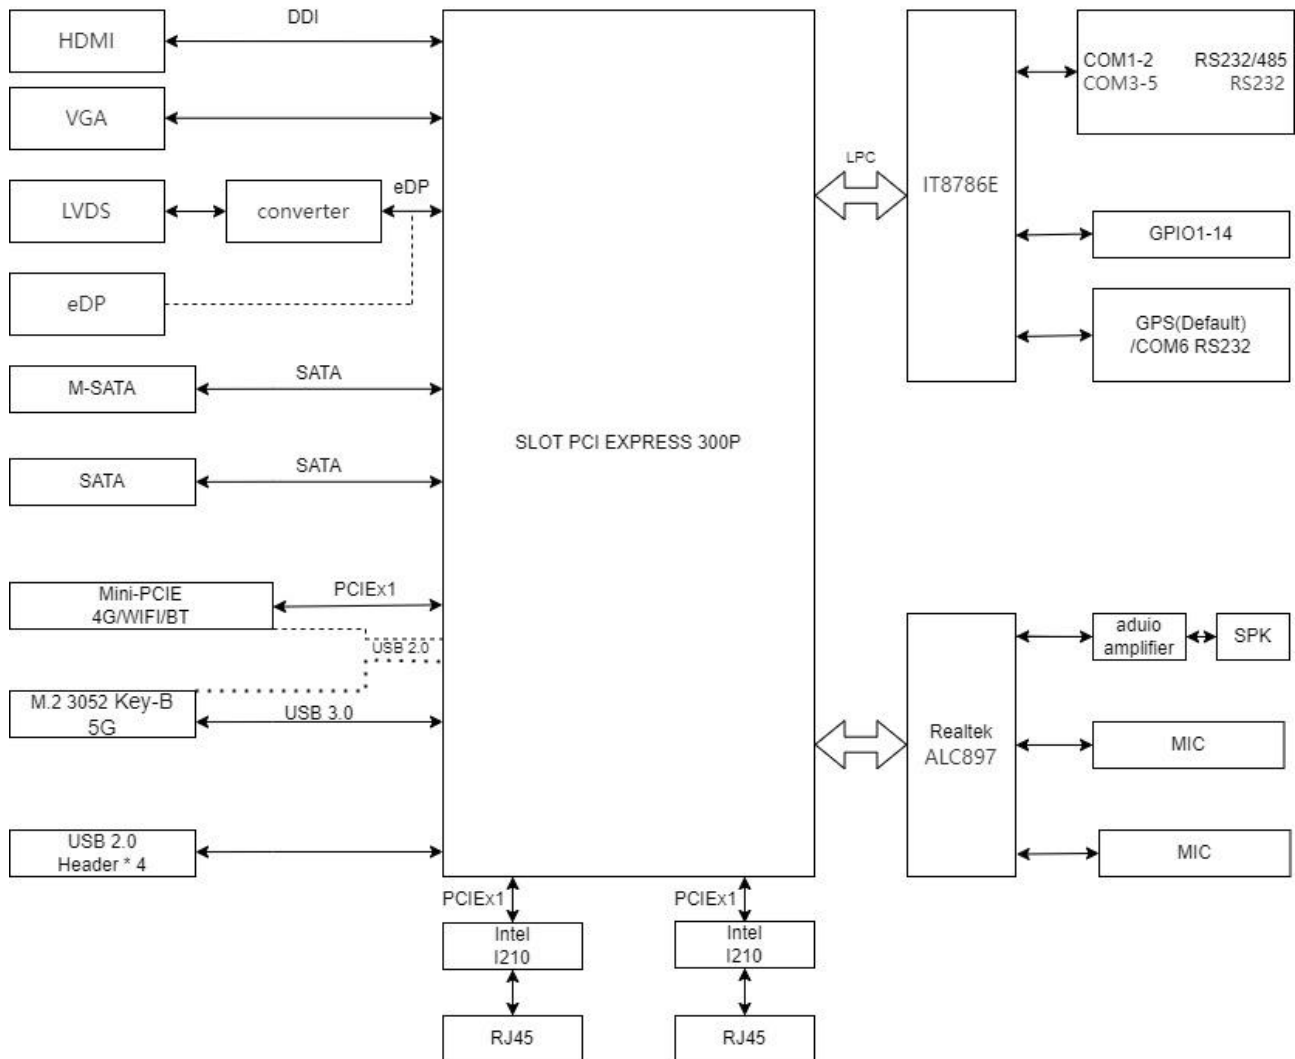 DDI
HDMI
VGA
LVDS
converter
eDP
eDP
M-SATA
SATA
SATA
SATA
Mini-PCIE
4G/WIFI/BT
PCIEx1
USB 2.0
M.2 3052 Key-B
5G
USB 3.0
USB 2.0
Header * 4
SLOT PCI EXPRESS 300P
LPC
IT8786E
COM1-2 RS232/485
COM3-5 RS232
GPIO1-14
GPS(Default)
/COM6 RS232
Realtek
ALC897
aduio
amplifier
SPK
MIC
MIC
PCIEx1
Intel
I210
RJ45
PCIEx1
Intel
I210
RJ45